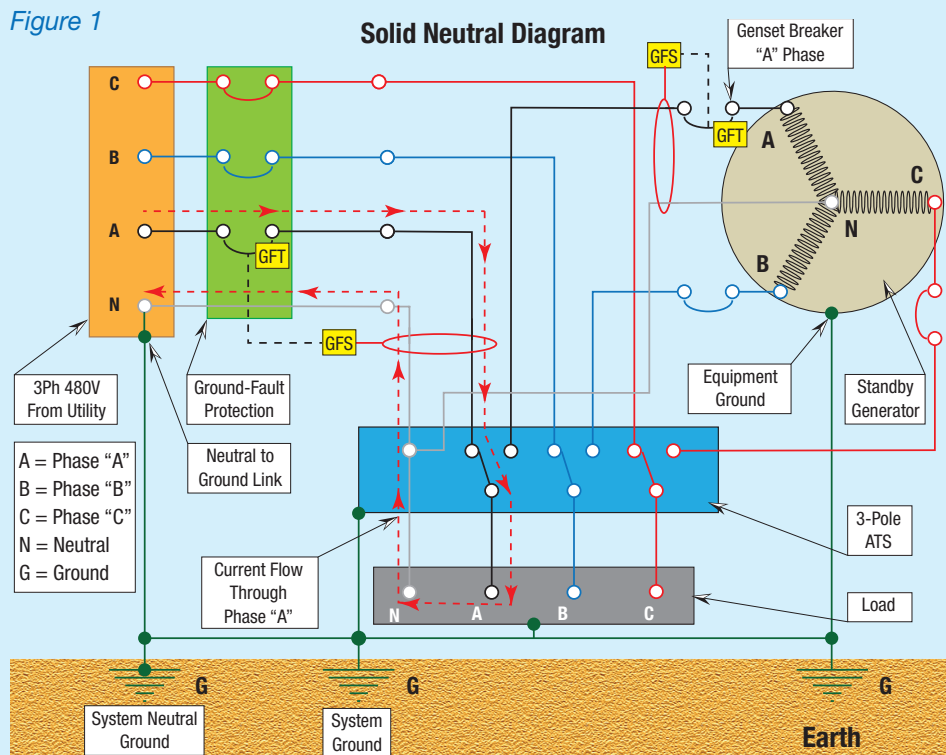 Figure 1
Solid Neutral Diagram
Genset Breaker
“A” Phase
GFS
GFT
C
B
A
N
GFT
GFS
A
C
N
B
3Ph 480V
From Utility
Ground-Fault
Protection
Neutral to
Ground Link
Equipment
Ground
Standby
Generator
A = Phase “A”
B = Phase “B”
C = Phase “C”
N = Neutral
G = Ground
Current Flow
Through
Phase “A”
3-Pole
ATS
Load
N A B C
G G G
System Neutral
Ground
System
Ground
Earth